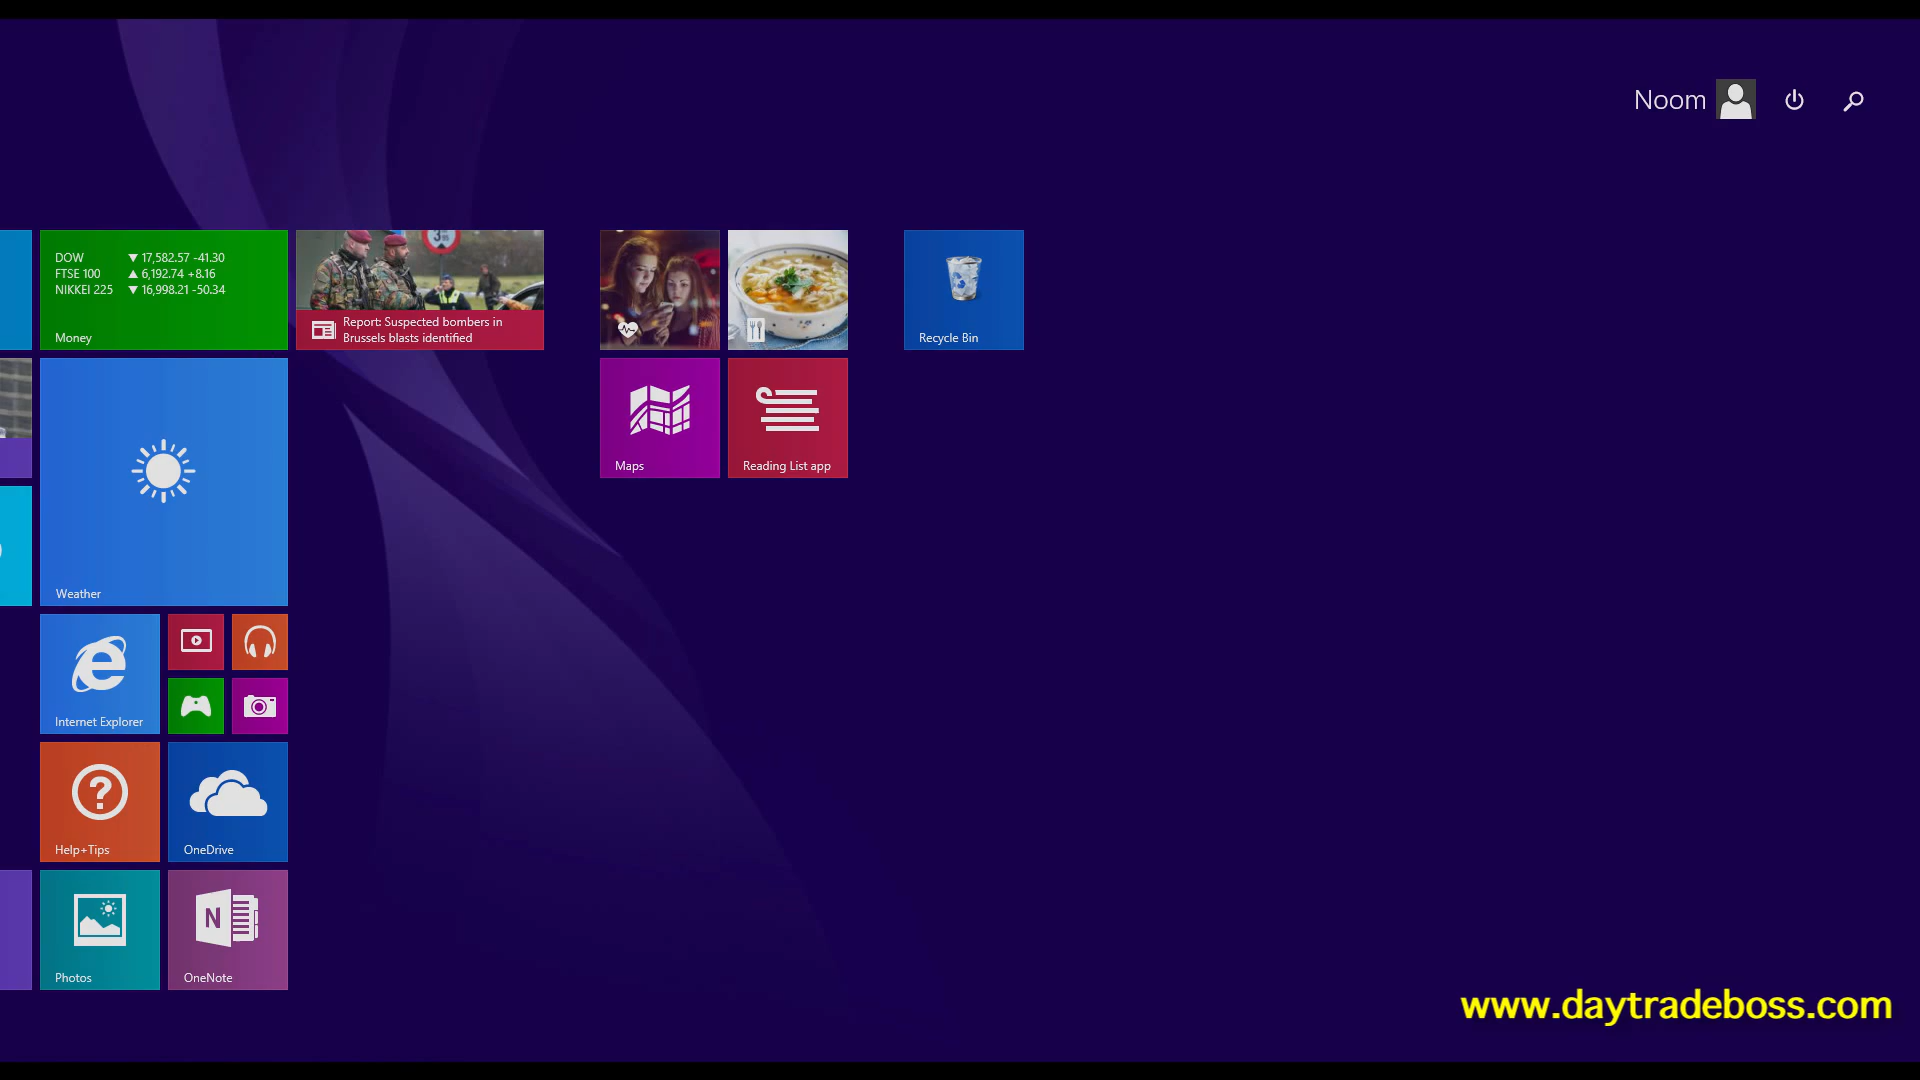 Noom
DOW ▼ 17,582.57 -41.30
FTSE 100 ▲ 6,192.74 +8.16
NIKKEI 225 ▼ 16,998.21 -50.34
Money
Report: Suspected bombers in
Brussels blasts identified
Recycle Bin
Maps
Reading List app
Weather
Internet Explorer
Help+Tips
OneDrive
Photos
N
OneNote
www.daytradeboss.com